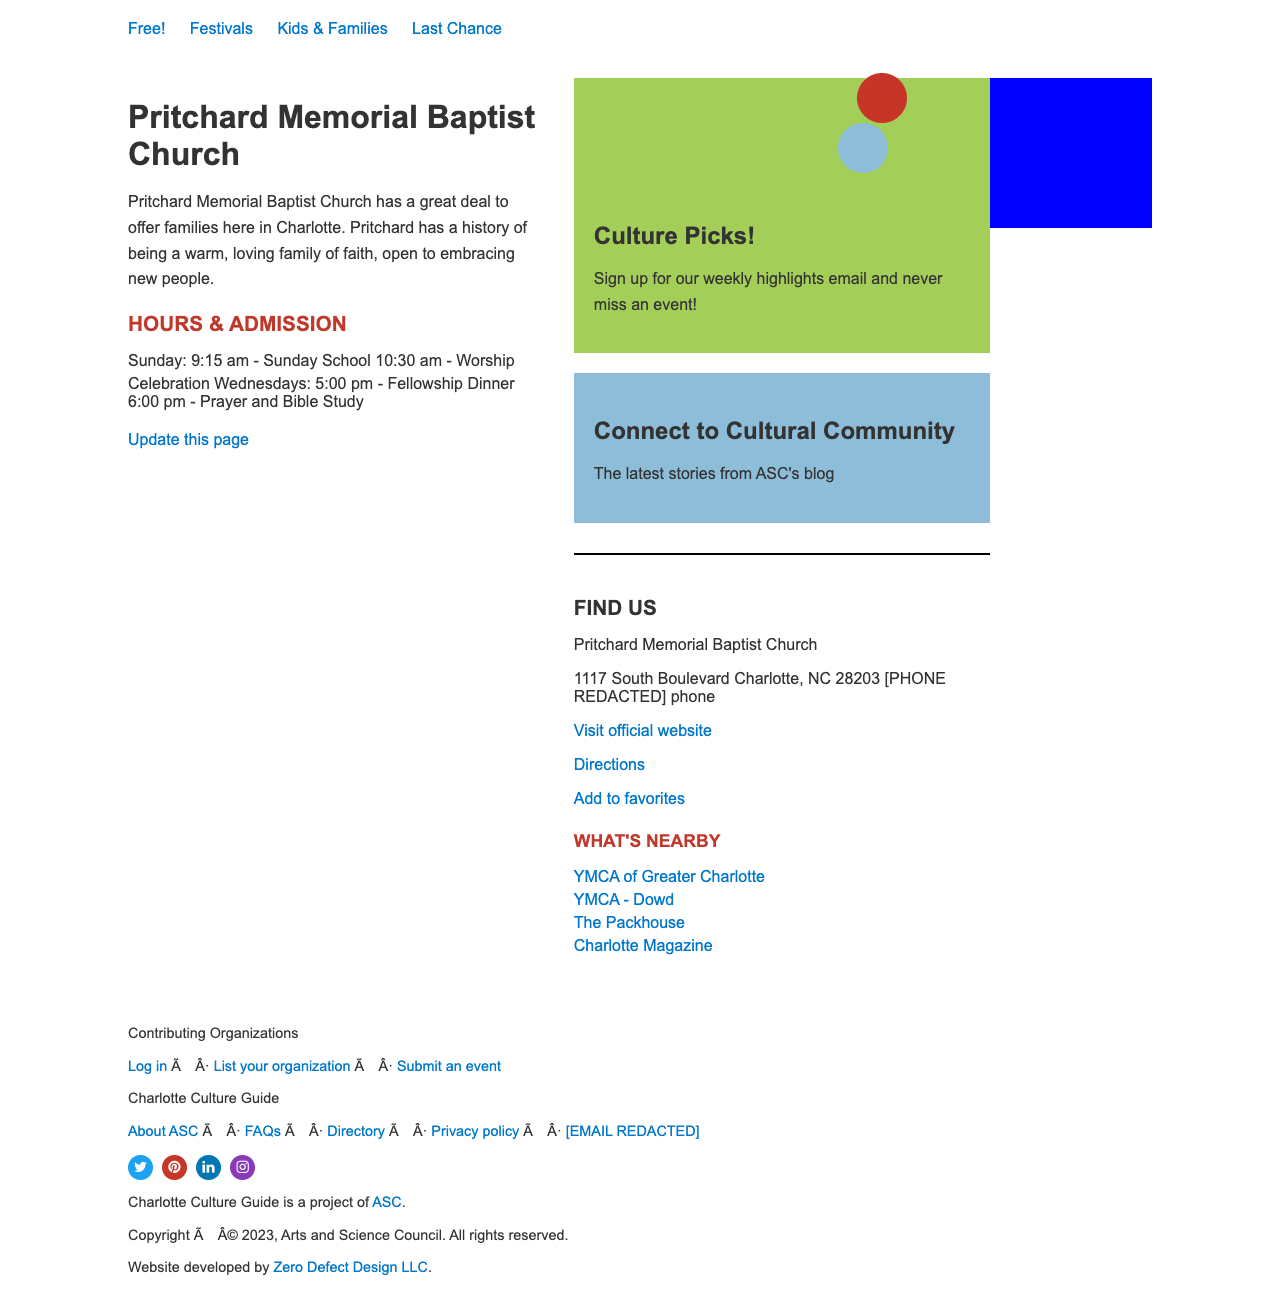 Free! Festivals Kids & Families Last Chance
Pritchard Memorial Baptist
Church
Pritchard Memorial Baptist Church has a great deal to
offer families here in Charlotte. Pritchard has a history of
being a warm, loving family of faith, open to embracing
new people.
HOURS & ADMISSION
Sunday: 9:15 am - Sunday School 10:30 am - Worship
Celebration Wednesdays: 5:00 pm - Fellowship Dinner
6:00 pm - Prayer and Bible Study
Update this page
Culture Picks!
Sign up for our weekly highlights email and never
miss an event!
Connect to Cultural Community
The latest stories from ASC's blog
FIND US
Pritchard Memorial Baptist Church
1117 South Boulevard Charlotte, NC 28203 [PHONE
REDACTED] phone
Visit official website
Directions
Add to favorites
WHAT'S NEARBY
YMCA of Greater Charlotte
YMCA - Dowd
The Packhouse
Charlotte Magazine
Contributing Organizations
Log in Ã Â· List your organization Ã Â· Submit an event
Charlotte Culture Guide
About ASC Ã Â· FAQs Ã Â· Directory Ã Â· Privacy policy Ã Â· [EMAIL REDACTED]
Charlotte Culture Guide is a project of ASC.
Copyright Ã Â© 2023, Arts and Science Council. All rights reserved.
Website developed by Zero Defect Design LLC.